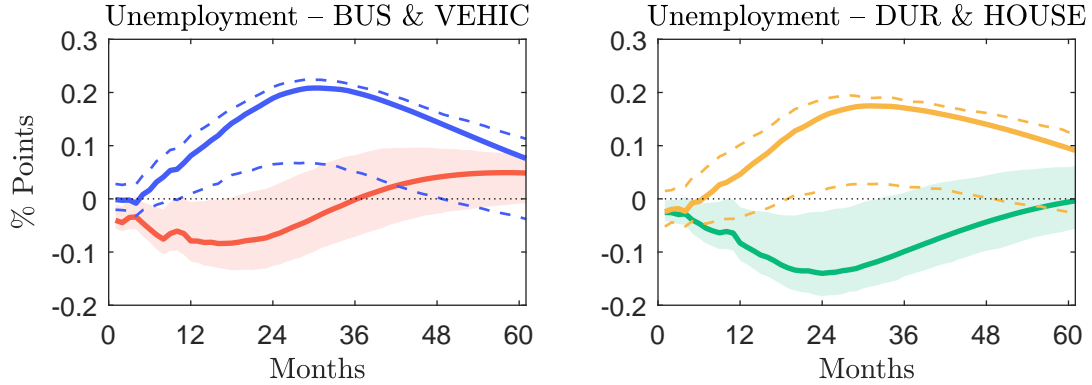 Unemployment – BUS & VEHIC
0.3
0.2
0.1
0
-0.1
-0.2
% Points
0 12 24 36 48 60
Months
Unemployment – DUR & HOUSE
0.3
0.2
0.1
0
-0.1
-0.2
0 12 24 36 48 60
Months